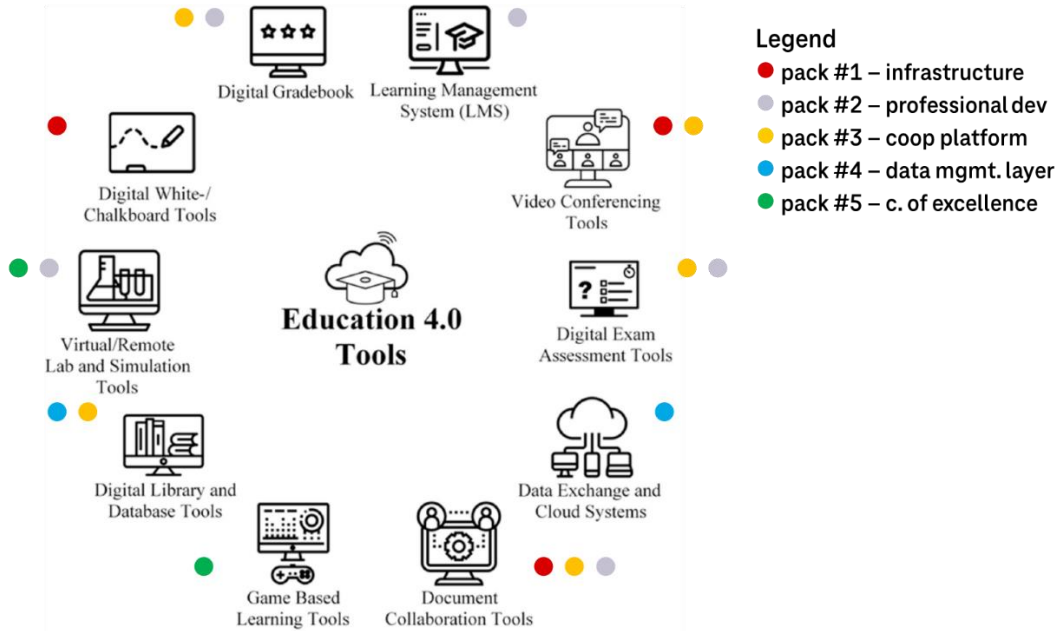 Digital Gradebook
Learning Management
System (LMS)
Digital White-/
Chalkboard Tools
Video Conferencing
Tools
Virtual/Remote
Lab and Simulation
Tools
Education 4.0
Tools
?
Digital Exam
Assessment Tools
Digital Library and
Database Tools
Data Exchange and
Cloud Systems
Game Based
Learning Tools
Document
Collaboration Tools
Legend
pack #1 – infrastructure
pack #2 – professional dev
pack #3 – coop platform
pack #4 – data mgmt. layer
pack #5 – c. of excellence